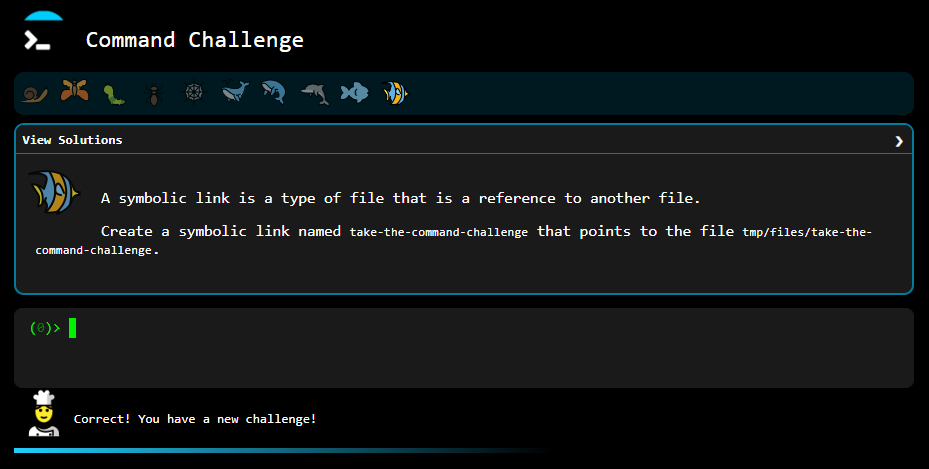 Command Challenge
View Solutions
A symbolic link is a type of file that is a reference to another file.
Create a symbolic link named take-the-command-challenge that points to the file tmp/files/take-the-
command-challenge.
(0)>
Correct! You have a new challenge!